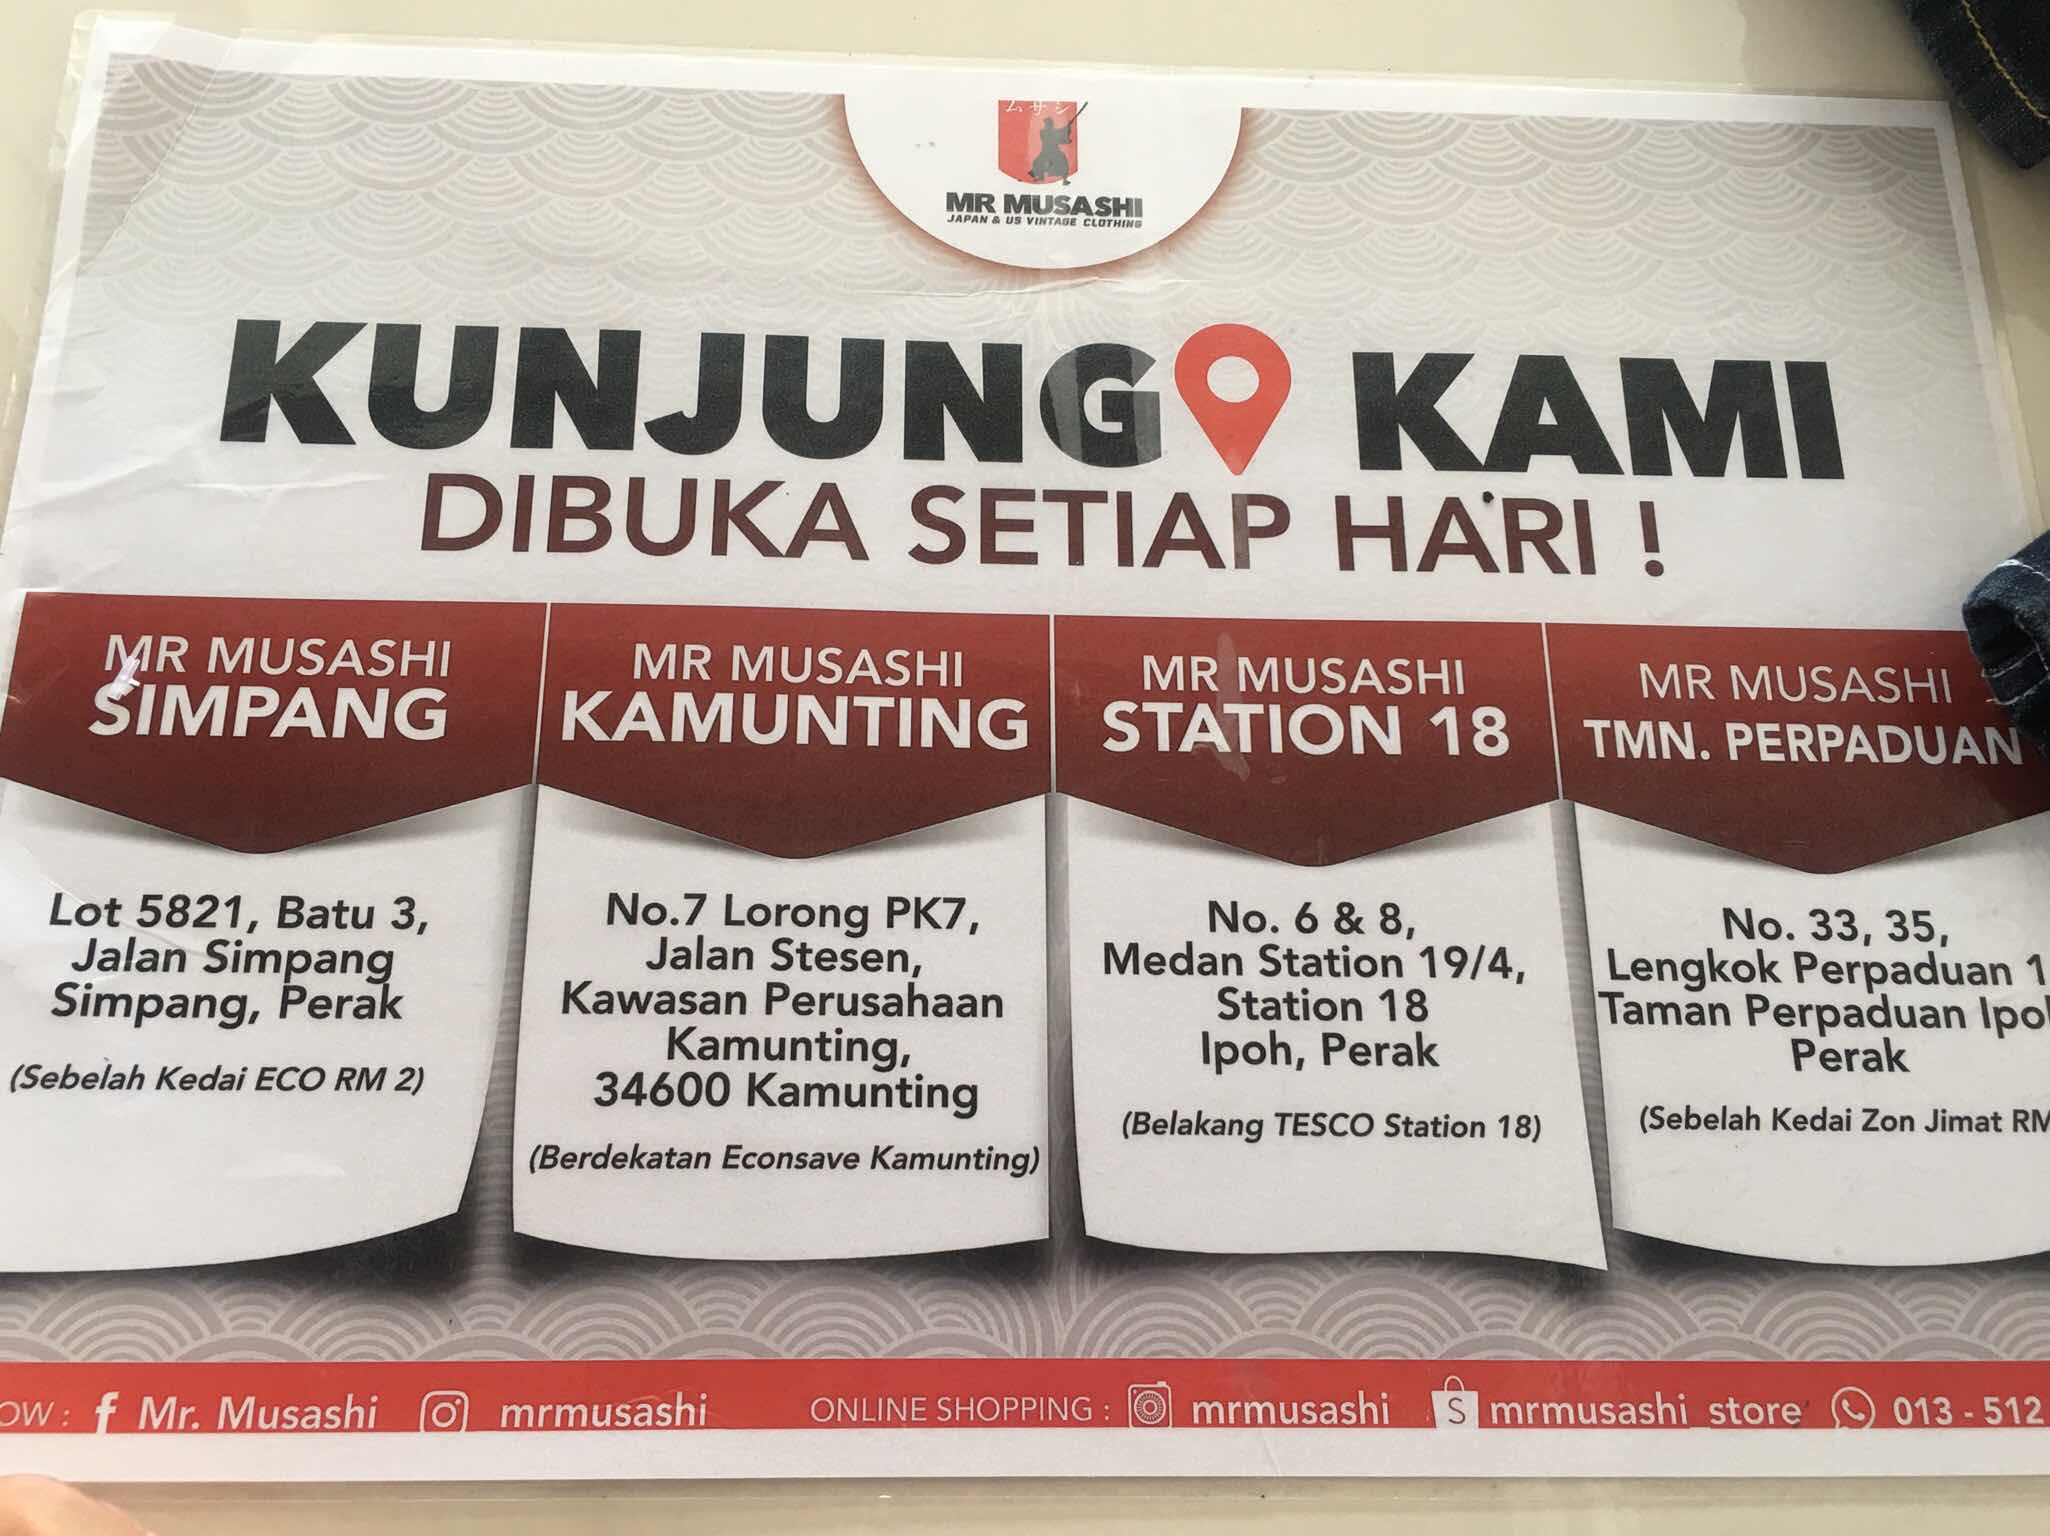 ムサシ
MR MUSASHI
JAPAN & US VINTAGE CLOTHING
KUNJUNG KAMI
DIBUKA SETIAP HARI !
MR MUSASHI
SIMPANG
Lot 5821, Batu 3,
Jalan Simpang
Simpang, Perak
(Sebelah Kedai ECO RM 2)
MR MUSASHI
KAMUNTING
No.7 Lorong PK7,
Jalan Stesen,
Kawasan Perusahaan
Kamunting,
34600 Kamunting
(Berdekatan Econsave Kamunting)
MR MUSASHI
STATION 18
No. 6 & 8,
Medan Station 19/4,
Station 18
Ipoh, Perak
(Belakang TESCO Station 18)
MR MUSASHI
TMN. PERPADUAN
No. 33, 35,
Lengkok Perpaduan 1
Taman Perpaduan
Perak
(Sebelah Kedai Zon Jimat RM
Mr. Musashi mrmusashi ONLINE SHOPPING : mrmusashi mrmusashi_store 013 - 512